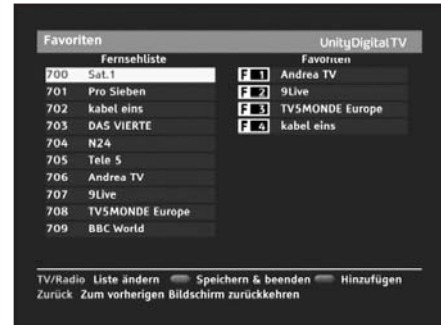 Favoriten UnityDigitalTV
Fernsehliste Favoriten
700 Sat.1 F 1 Andrea TV
701 Pro Sieben F 2 9Live
702 kabel eins F 3 TV5MONDE Europe
703 DAS VIERTE F 4 kabel eins
704 N24
705 Tele 5
706 Andrea TV
707 9Live
708 TV5MONDE Europe
709 BBC World
TV/Radio Liste ändern Speichern & beenden Hinzufügen
Zurück Zum vorherigen Bildschirm zurückkehren